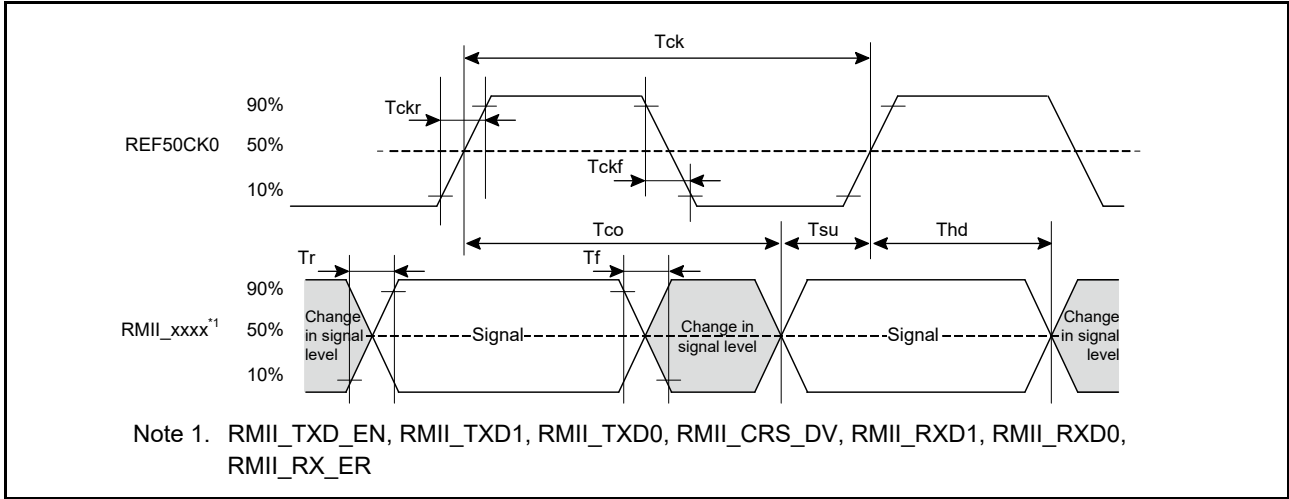 Tck
90%
Tckr
REF50CK0
50%
Tckf
10%
Tco
Tsu
Thd
Tr
Tf
90%
RMII_xxxx*1
50%
Change
in signal
level
Signal
Change in
signal level
Signal
Change
in signal
level
10%
Note 1. RMII_TXD_EN, RMII_TXD1, RMII_TXD0, RMII_CRS_DV, RMII_RXD1, RMII_RXD0,
RMII_RX_ER